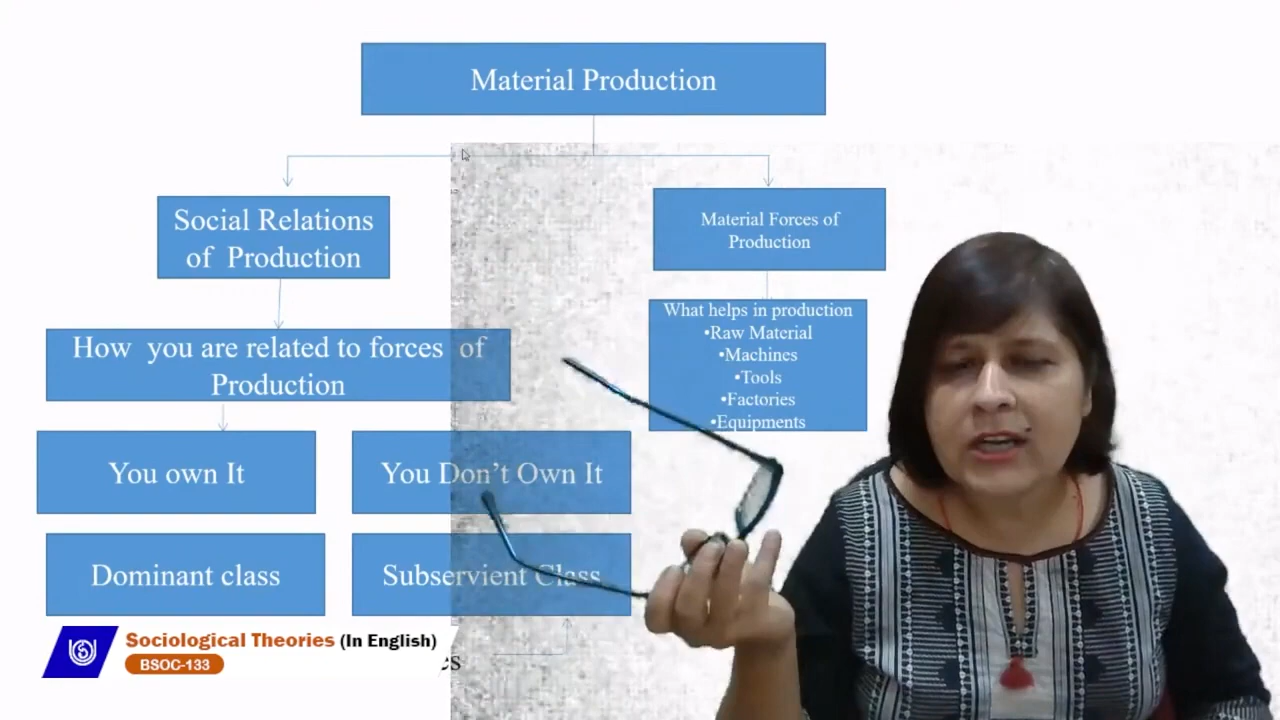 Material Production
Social Relations
of Production
Material Forces of
Production
How you are related to forces of
Production
What helps in production
•Raw Material
•Machines
•Tools
•Factories
•Equipments
You own It
You Don't Own It
Dominant class
Subservient Class
Sociological Theories (In English)
BSOC-133